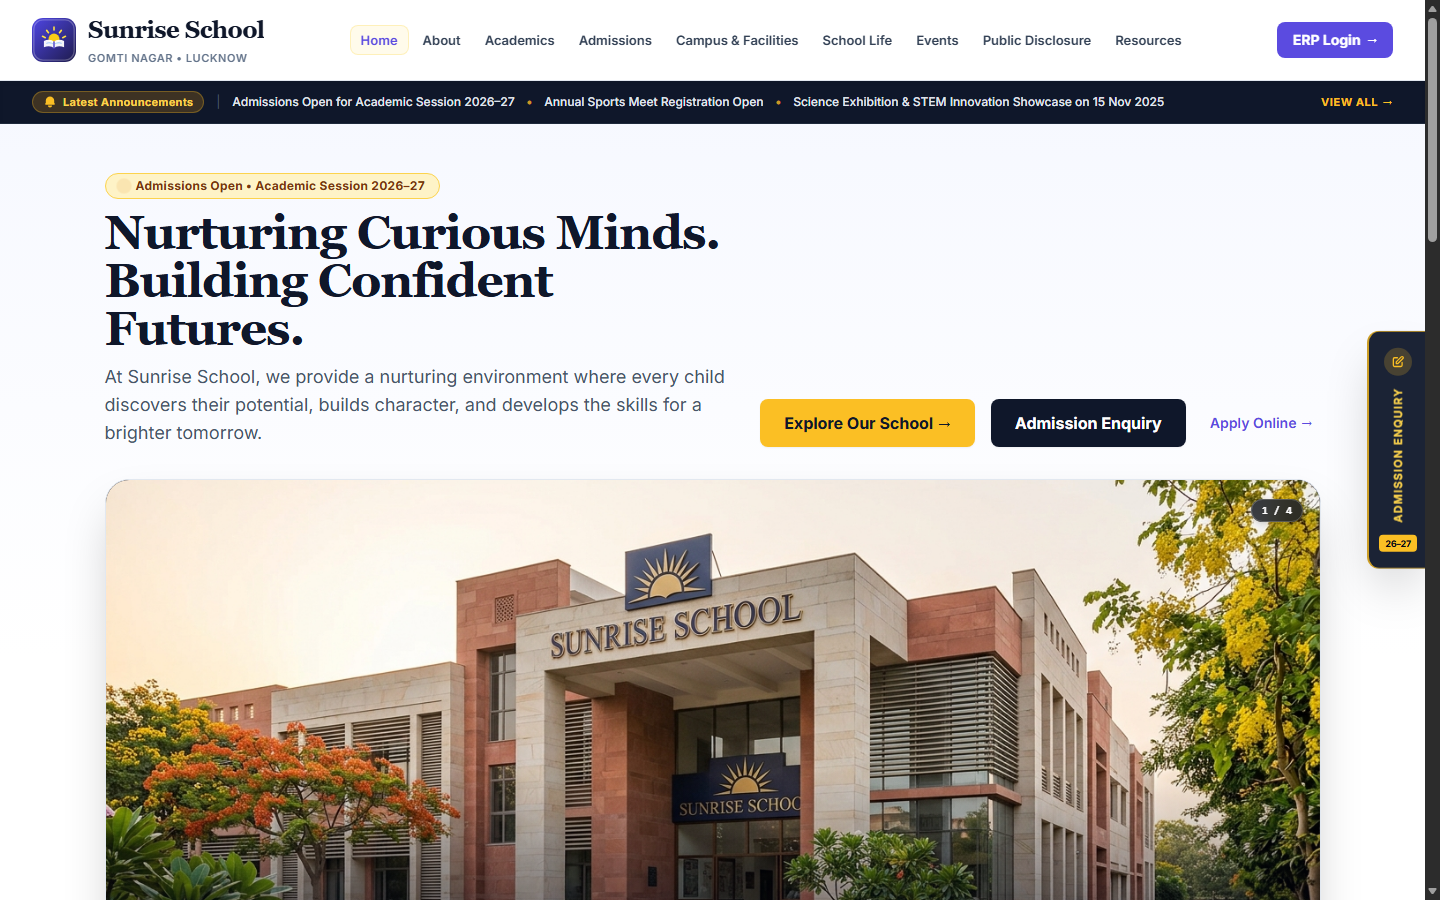 Sunrise School
GOMTI NAGAR • LUCKNOW
Home
About
Academics
Admissions
Campus & Facilities
School Life
Events
Public Disclosure
Resources
ERP Login →
Latest Announcements
Admissions Open for Academic Session 2026–27 • Annual Sports Meet Registration Open • Science Exhibition & STEM Innovation Showcase on 15 Nov 2025
VIEW ALL →
Admissions Open • Academic Session 2026–27
Nurturing Curious Minds.
Building Confident
Futures.
At Sunrise School, we provide a nurturing environment where every child
discovers their potential, builds character, and develops the skills for a
brighter tomorrow.
Explore Our School →
Admission Enquiry
Apply Online →
ADMISSION ENQUIRY
26–27
1 / 4
SUNRISE SCHOOL
SUNRISE SCHOO